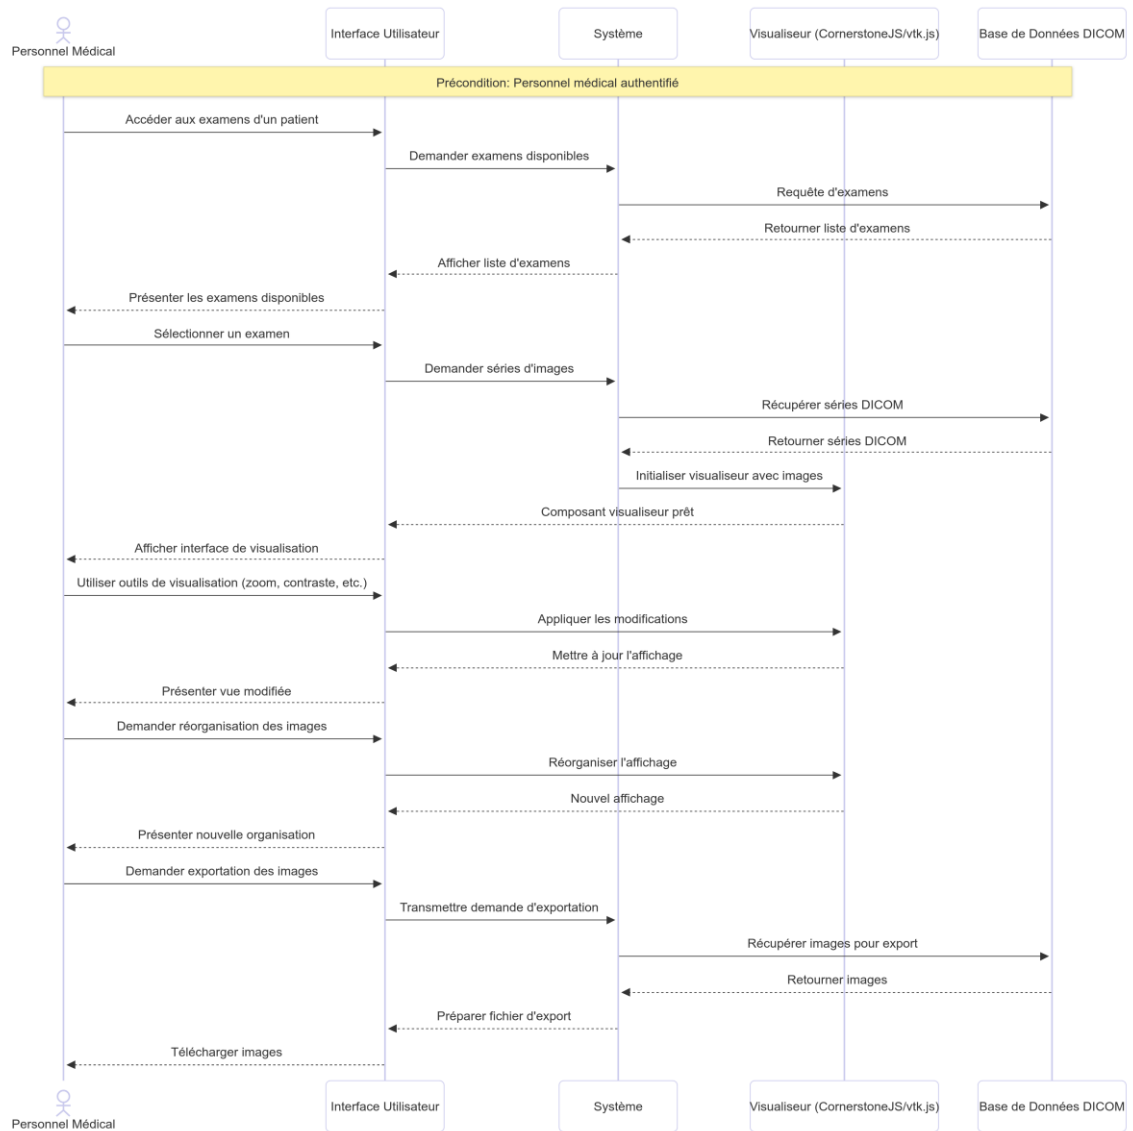 Personnel Médical
Interface Utilisateur
Système
Visualiseur (CornerstoneJS/vtk.js)
Base de Données DICOM
Précondition: Personnel médical authentifié
Accéder aux examens d'un patient
Demander examens disponibles
Requête d'examens
Retourner liste d'examens
Afficher liste d'examens
Présenter les examens disponibles
Sélectionner un examen
Demander séries d'images
Récupérer séries DICOM
Retourner séries DICOM
Initialiser visualiseur avec images
Composant visualiseur prêt
Afficher interface de visualisation
Utiliser outils de visualisation (zoom, contraste, etc.)
Appliquer les modifications
Mettre à jour l'affichage
Présenter vue modifiée
Demander réorganisation des images
Réorganiser l'affichage
Nouvel affichage
Présenter nouvelle organisation
Demander exportation des images
Transmettre demande d'exportation
Récupérer images pour export
Retourner images
Préparer fichier d'export
Télécharger images
Personnel Médical
Interface Utilisateur
Système
Visualiseur (CornerstoneJS/vtk.js)
Base de Données DICOM